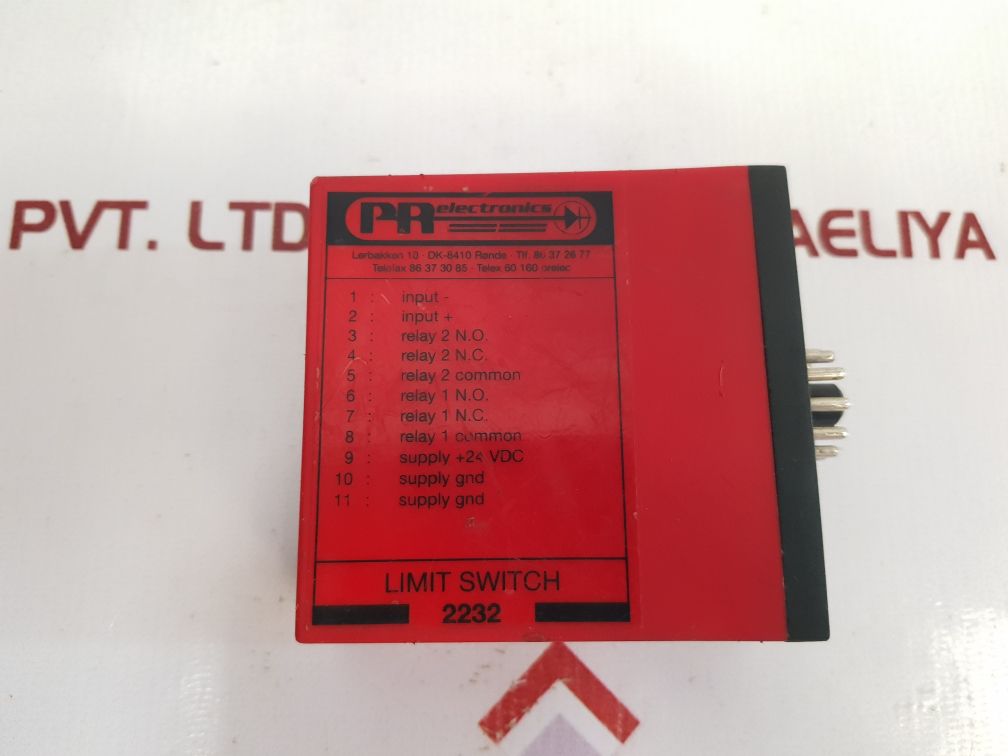 PVT. LTD
AELIYA
PR electronics
Lerbakken 10 · DK-8410 Rønde · Tlf. 86 37 26 77
Telefax 86 37 30 85 · Telex 60 160 prelec
1 : input -
2 : input +
3 : relay 2 N.O.
4 : relay 2 N.C.
5 : relay 2 common
6 : relay 1 N.O.
7 : relay 1 N.C.
8 : relay 1 common
9 : supply +24 VDC
10 : supply gnd
11 : supply gnd
LIMIT SWITCH
2232